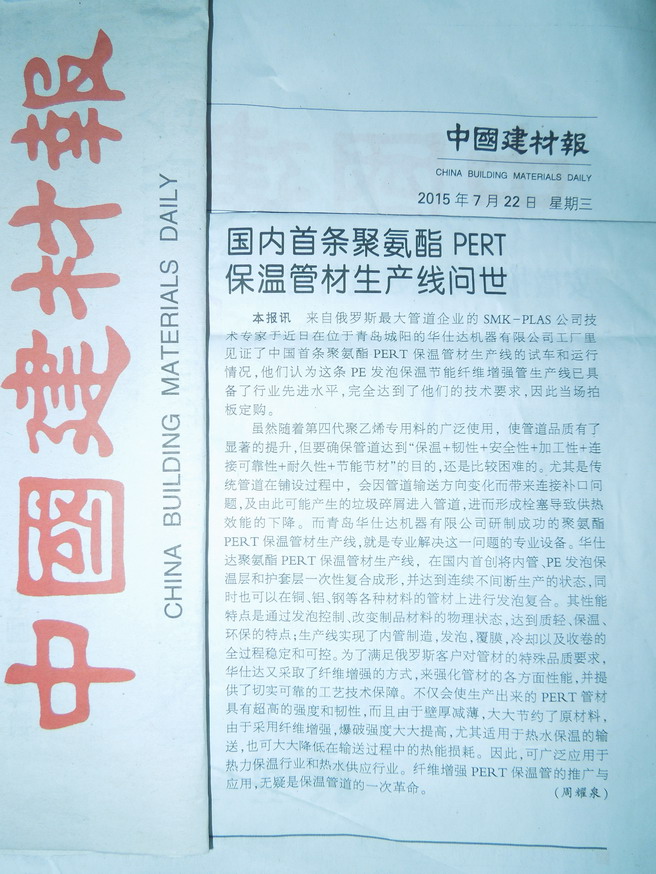 中國建材報
CHINA BUILDING MATERIALS DAILY
中國建材報
CHINA BUILDING MATERIALS DAILY
2015年7月22日 星期三
国内首条聚氨酯 PERT
保温管材生产线问世
本报讯 来自俄罗斯最大管道企业的 SMK-PLAS 公司技
术专家于近日在位于青岛城阳的华仕达机器有限公司工厂里
见证了中国首条聚氨酯 PERT 保温管材生产线的试车和运行
情况,他们认为这条 PE 发泡保温节能纤维增强管生产线已具
备了行业先进水平,完全达到了他们的技术要求,因此当场拍
板定购。
虽然随着第四代聚乙烯专用料的广泛使用，使管道品质有了
显著的提升,但要确保管道达到“保温+韧性+安全性+加工性+连
接可靠性+耐久性+节能节材”的目的,还是比较困难的。尤其是传
统管道在铺设过程中，会因管道输送方向变化而带来连接补口问
题,及由此可能产生的垃圾碎屑进入管道,进而形成栓塞导致供热
效能的下降。而青岛华仕达机器有限公司研制成功的聚氨酯
PERT 保温管材生产线,就是专业解决这一问题的专业设备。华仕
达聚氨酯 PERT 保温管材生产线，在国内首创将内管、PE 发泡保
温层和护套层一次性复合成形,并达到连续不间断生产的状态,同
时也可以在铜、铝、钢等各种材料的管材上进行发泡复合。其性能
特点是通过发泡控制、改变制品材料的物理状态,达到质轻、保温、
环保的特点;生产线实现了内管制造,发泡,覆膜,冷却以及收卷的
全过程稳定和可控。为了满足俄罗斯客户对管材的特殊品质要求,
华仕达又采取了纤维增强的方式,来强化管材的各方面性能,并提
供了切实可靠的工艺技术保障。不仅会使生产出来的 PERT 管材
具有超高的强度和韧性,而且由于壁厚减薄,大大节约了原材料,
由于采用纤维增强,爆破强度大大提高,尤其适用于热水保温的输
送,也可大大降低在输送过程中的热能损耗。因此,可广泛应用于
热力保温行业和热水供应行业。纤维增强 PERT 保温管的推广与
应用,无疑是保温管道的一次革命。 (周耀泉)